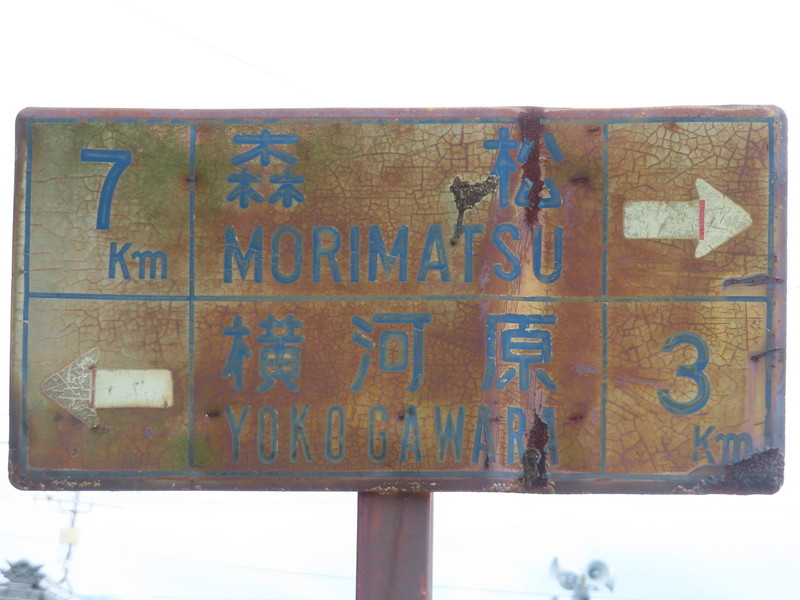 7 Km
森松
MORIMATSU
横河原
YOKOGAWARA
3 Km